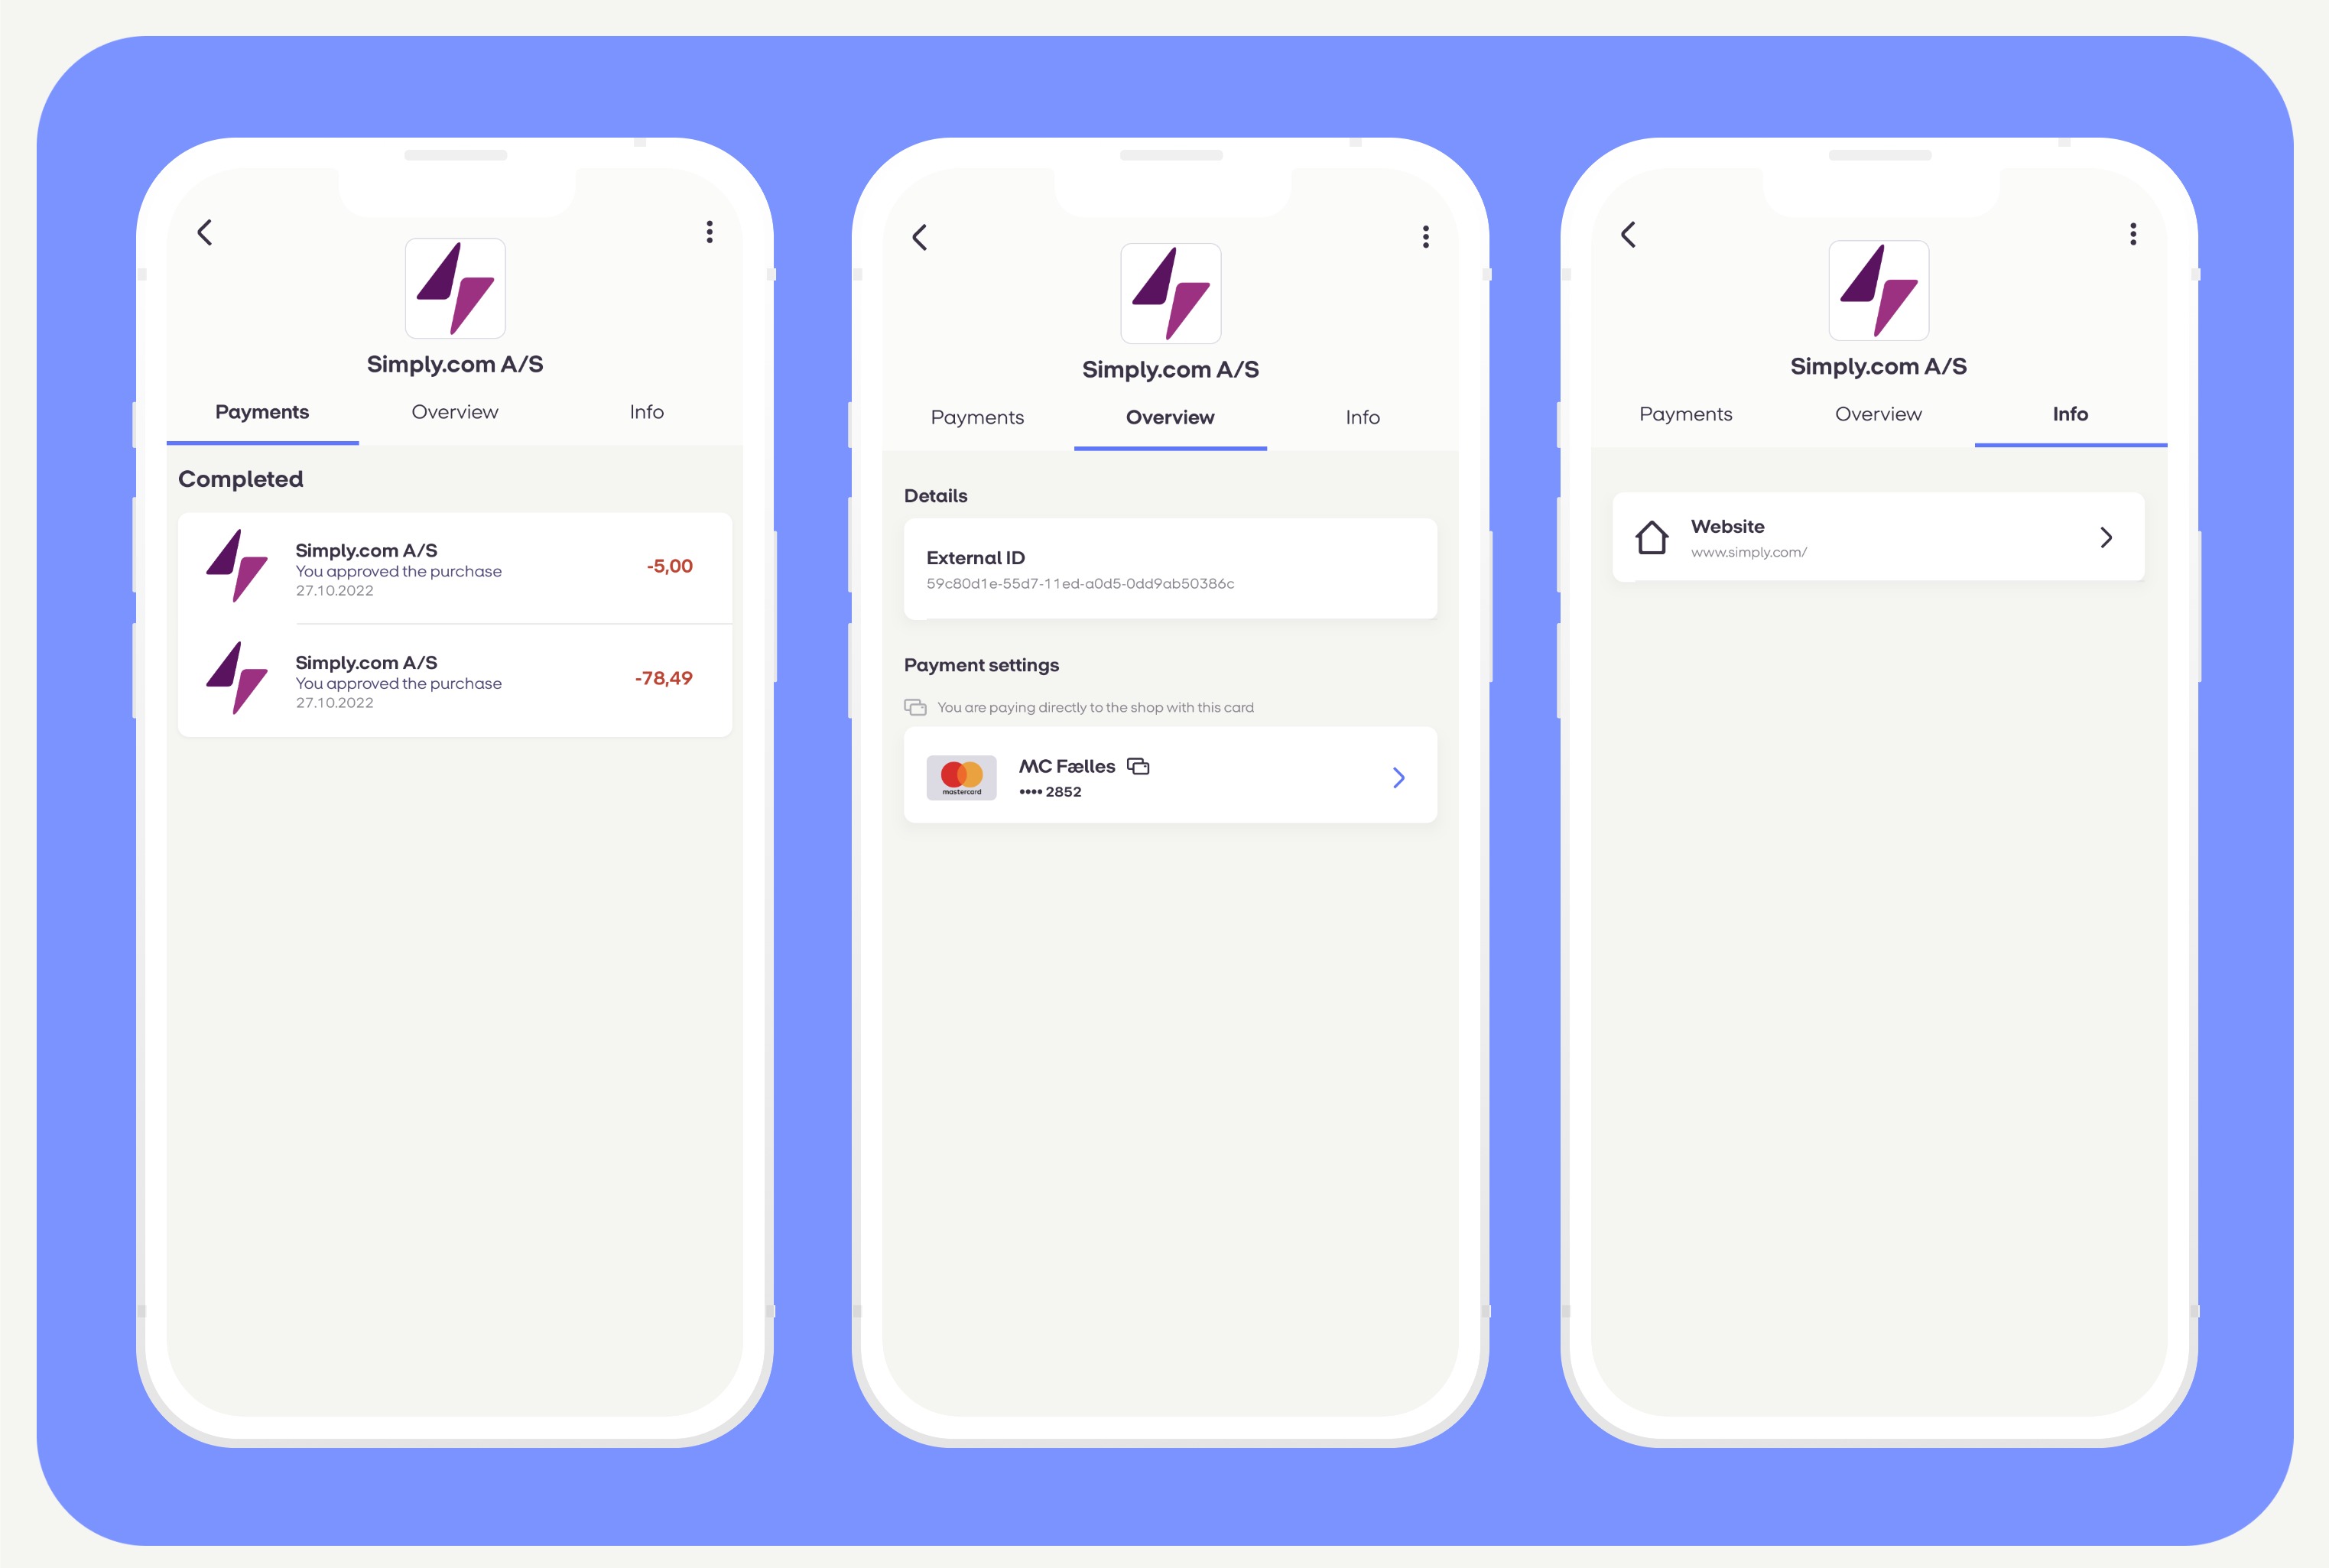 Simply.com A/S
Payments Overview Info
Completed
Simply.com A/S
You approved the purchase
27.10.2022
-5,00
Simply.com A/S
You approved the purchase
27.10.2022
-78,49
Simply.com A/S
Payments Overview Info
Details
External ID
59c80d1e-55d7-11ed-a0d5-0dd9ab50386c
Payment settings
You are paying directly to the shop with this card
mastercard
MC Fælles
•••• 2852
Simply.com A/S
Payments Overview Info
Website
www.simply.com/